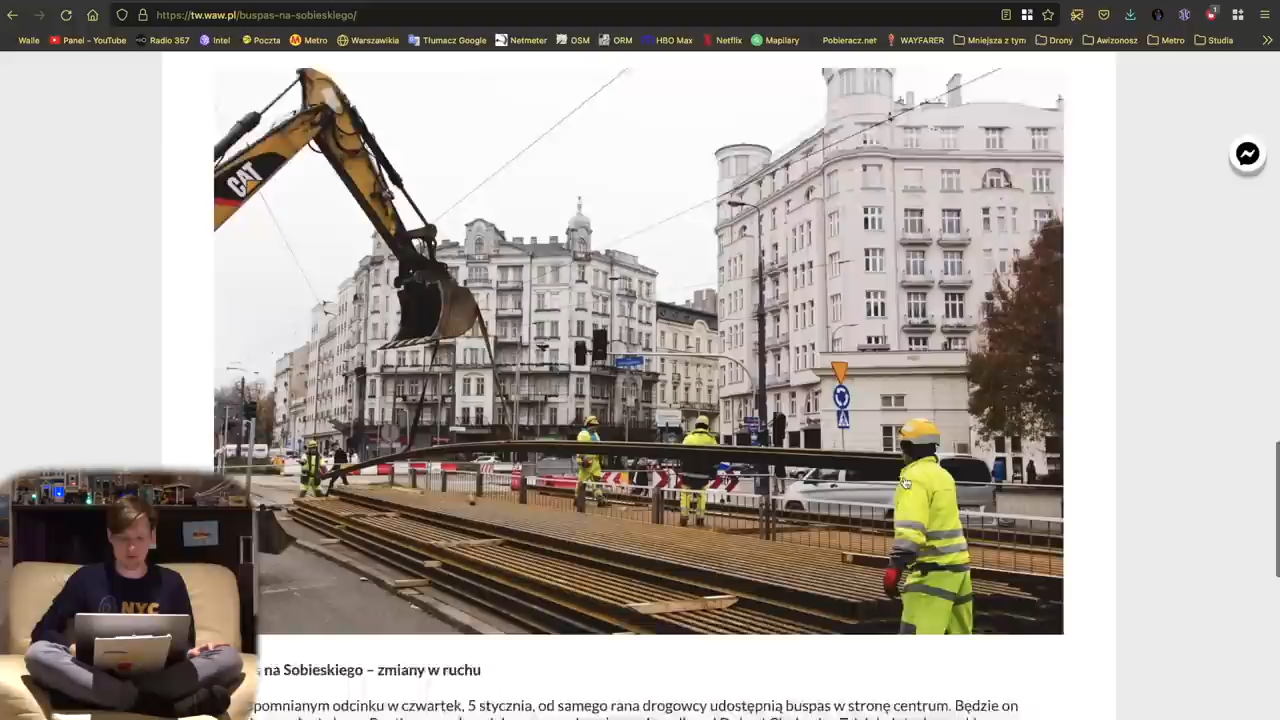 https://tw.waw.pl/buspas-na-sobieskiego/
1
Walle Panel - YouTube Radio 357 Intel Poczta Metro Warszawikia Tłumacz Google Netmeter OSM ORM HBO Max Netflix Mapilary Pobieracz.net WAYFARER Mniejsza z tym Drony Awizonosz Metro Studia
CAT
NYC
na Sobieskiego – zmiany w ruchu
pomnianym odcinku w czwartek, 5 stycznia, od samego rana drogowcy udostępnią buspas w stronę centrum. Będzie on